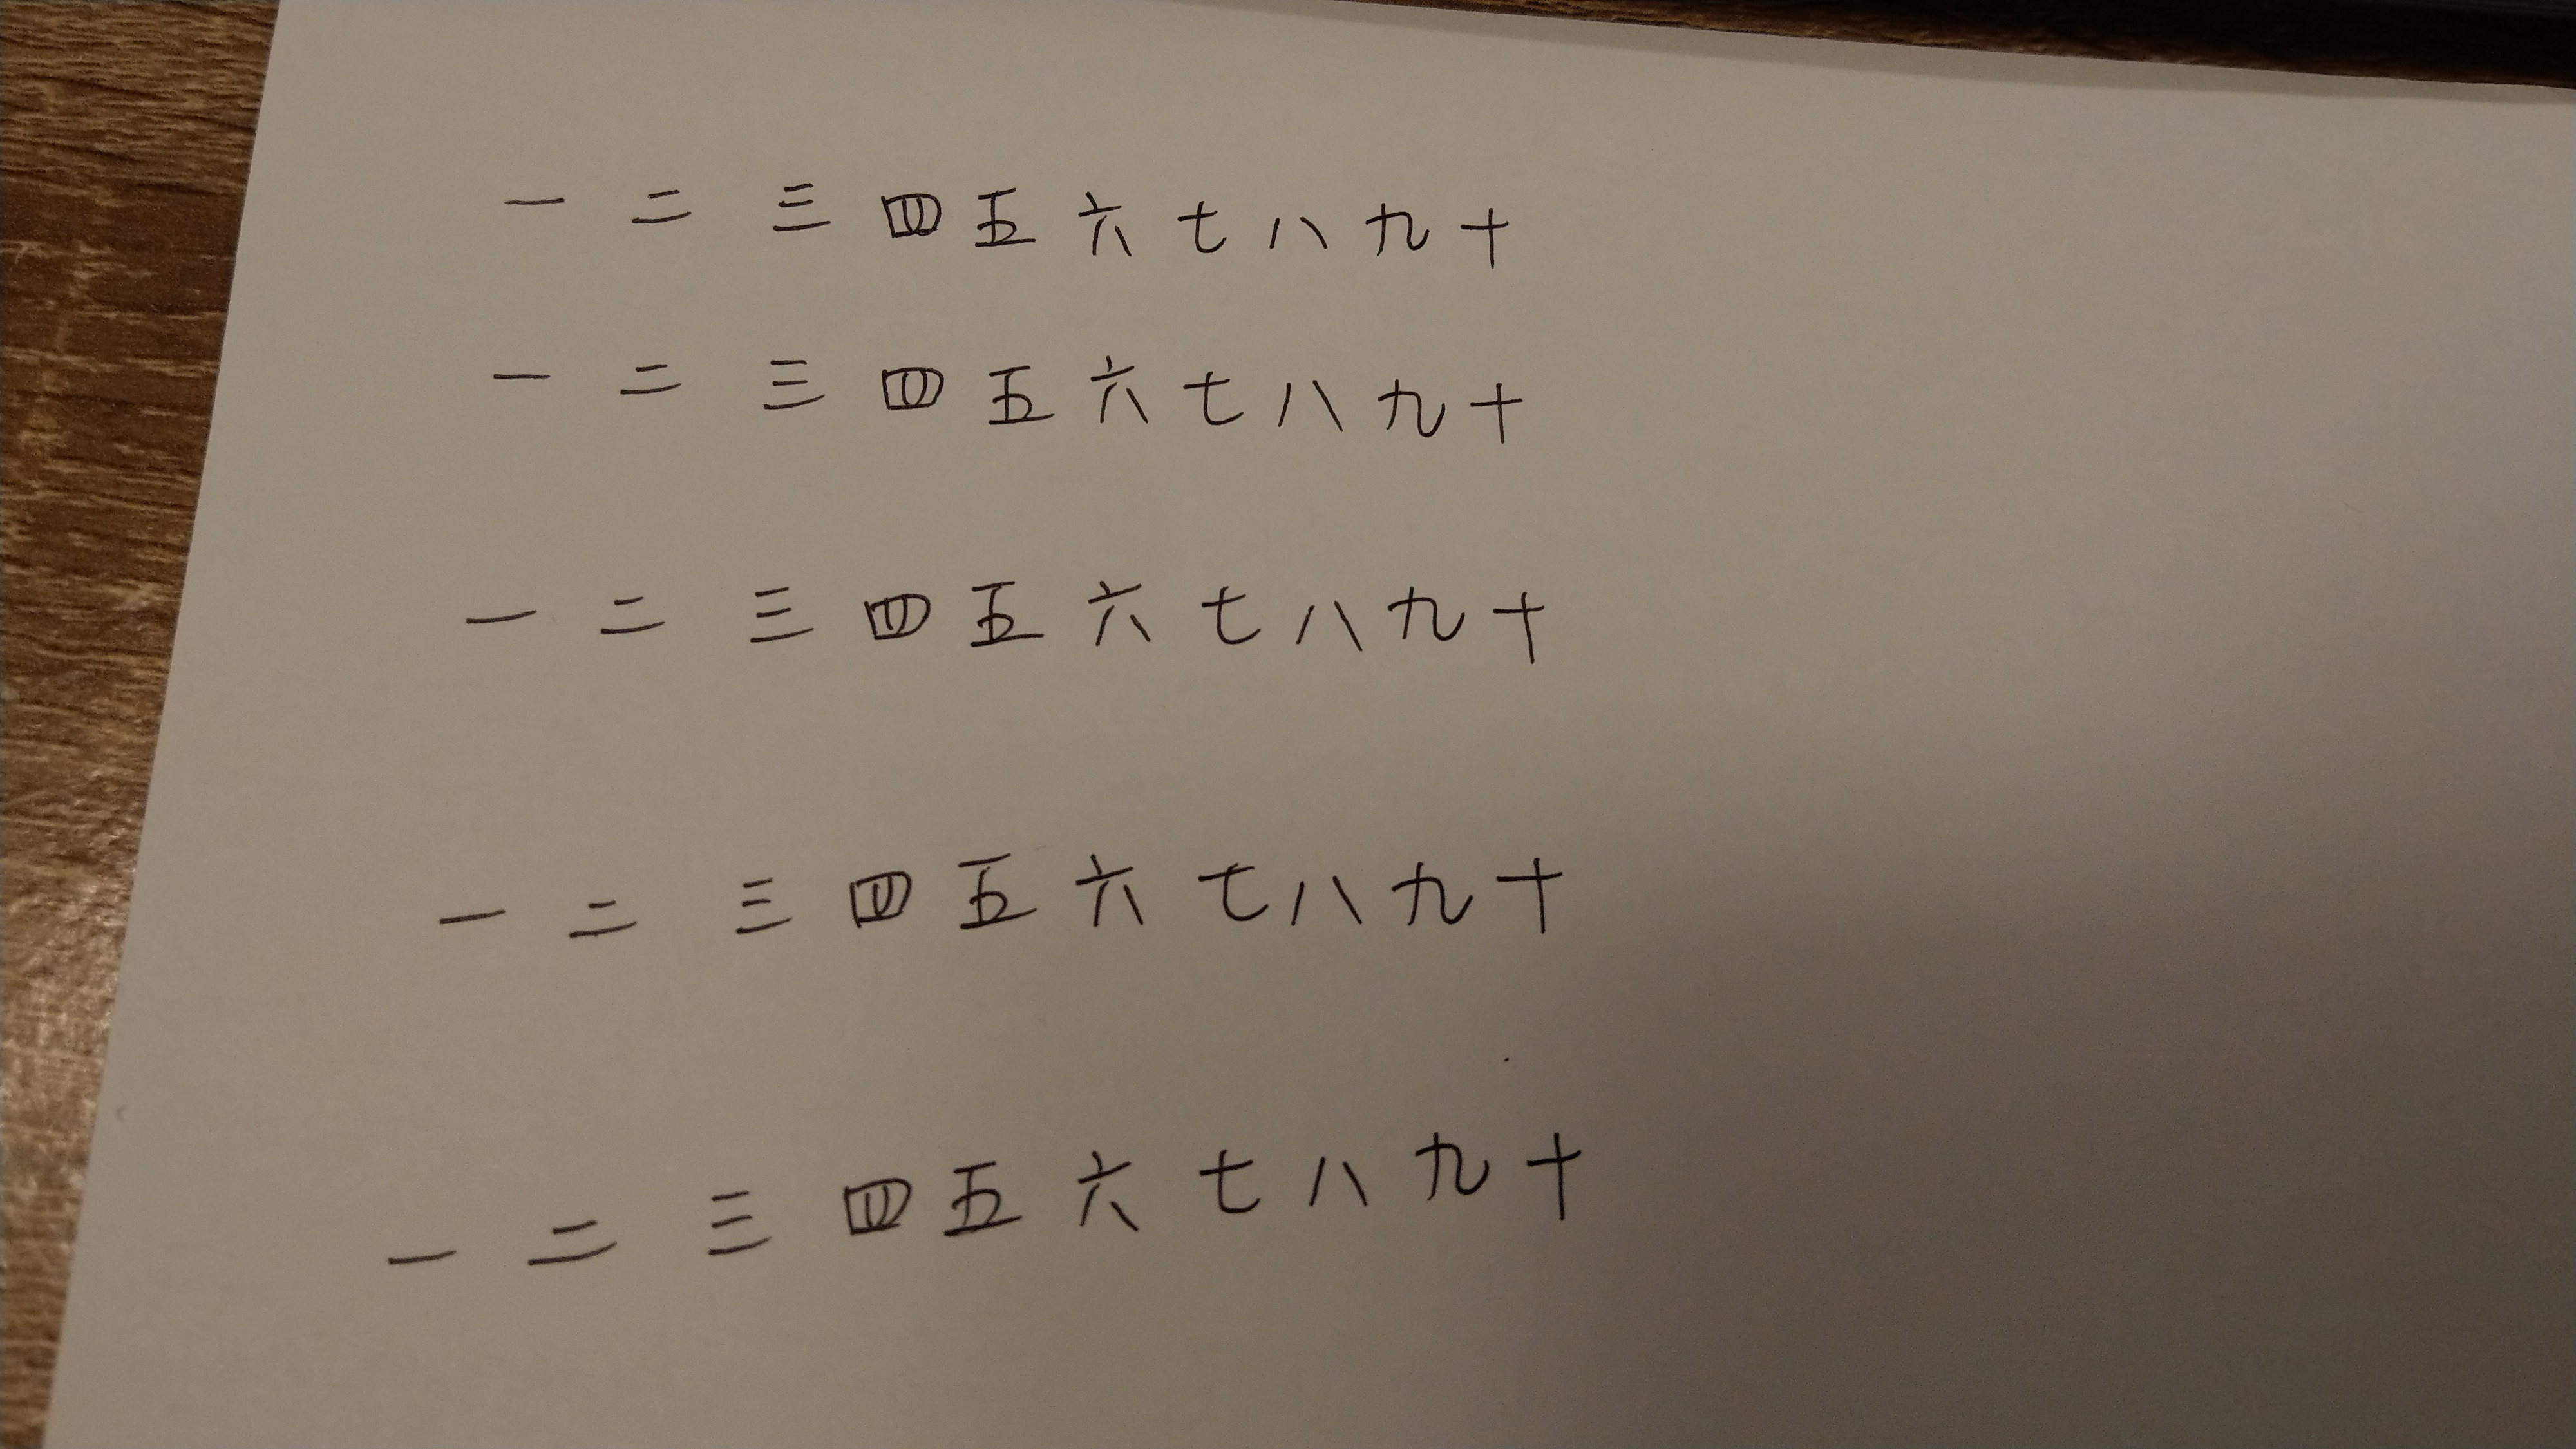 一 二 三 四 五 六 七 八 九 十
一 二 三 四 五 六 七 八 九 十
一 二 三 四 五 六 七 八 九 十
一 二 三 四 五 六 七 八 九 十
一 二 三 四 五 六 七 八 九 十